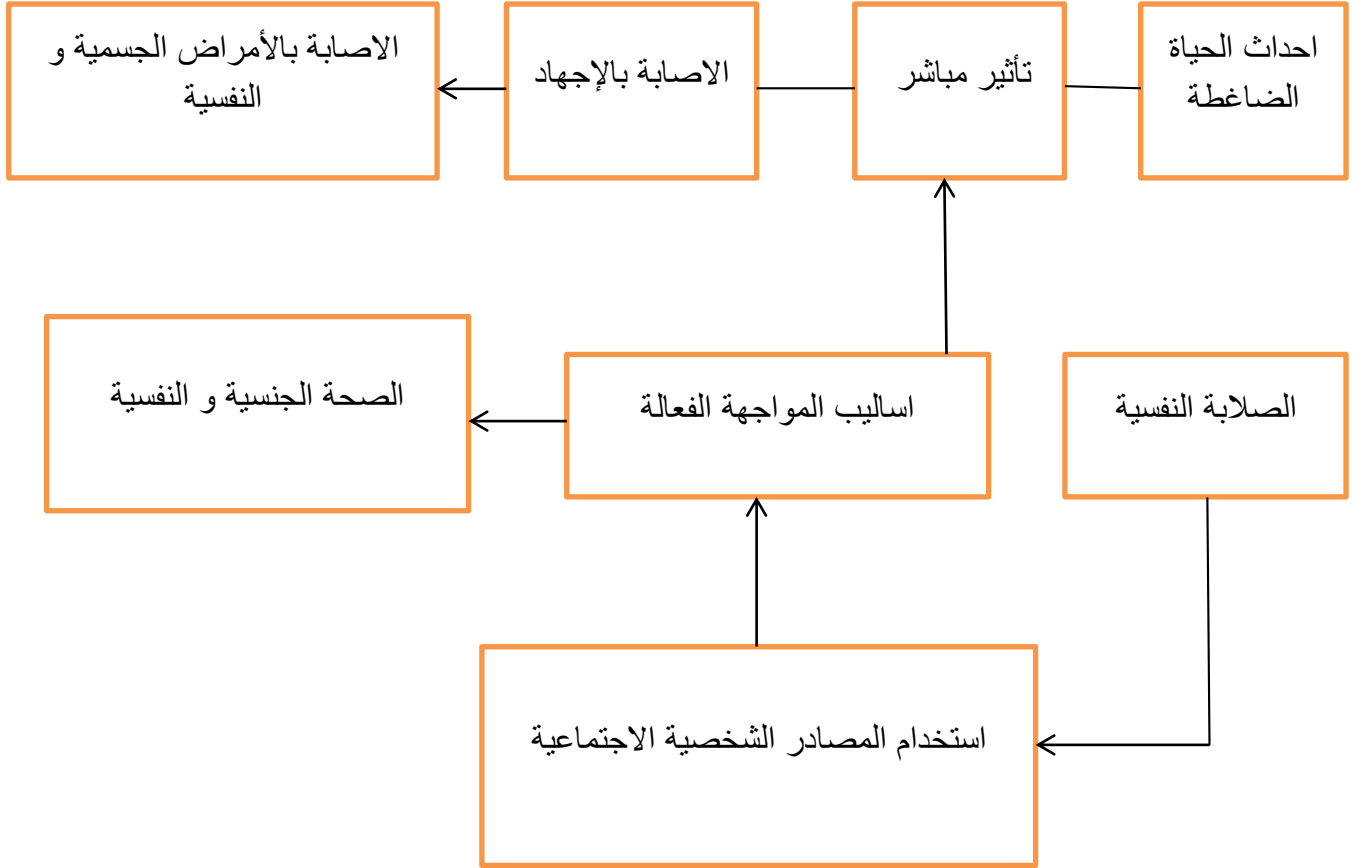 احداث الحياة
الضاغطة
تأثير مباشر
الاصابة بالإجهاد
الاصابة بالأمراض الجسمية و
النفسية
الصلابة النفسية
اساليب المواجهة الفعالة
الصحة الجنسية و النفسية
استخدام المصادر الشخصية الاجتماعية